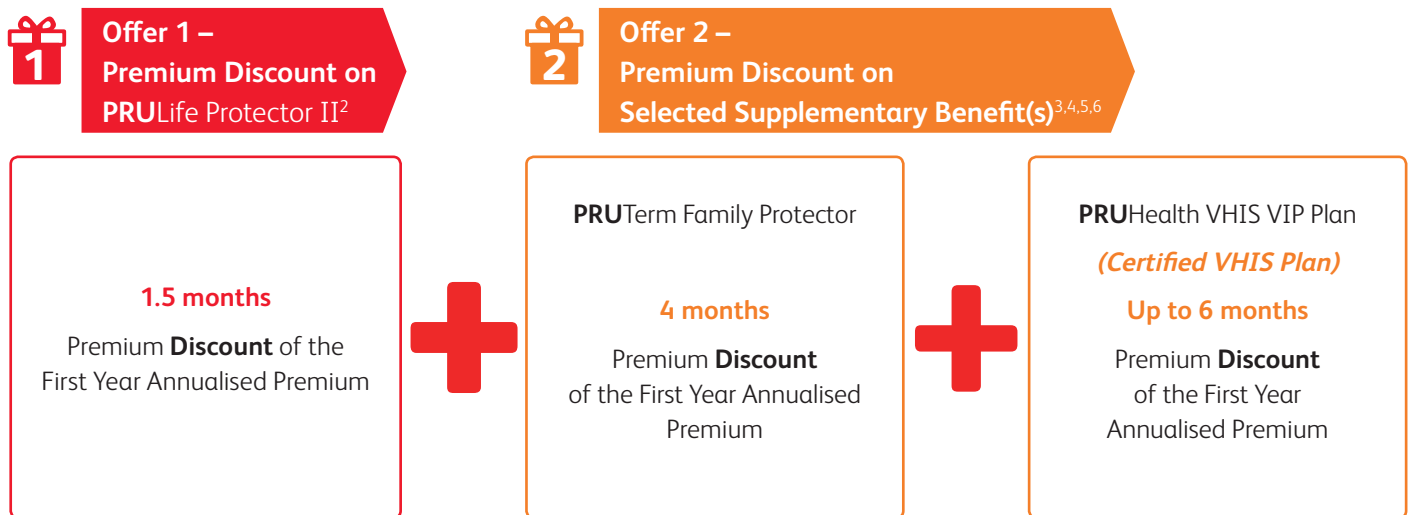 1
Offer 1 –
Premium Discount on
PRULife Protector II2
2
Offer 2 –
Premium Discount on
Selected Supplementary Benefit(s)3,4,5,6
1.5 months
Premium Discount of the
First Year Annualised Premium
PRUTerm Family Protector
4 months
Premium Discount
of the First Year Annualised
Premium
PRUHealth VHIS VIP Plan
(Certified VHIS Plan)
Up to 6 months
Premium Discount
of the First Year
Annualised Premium